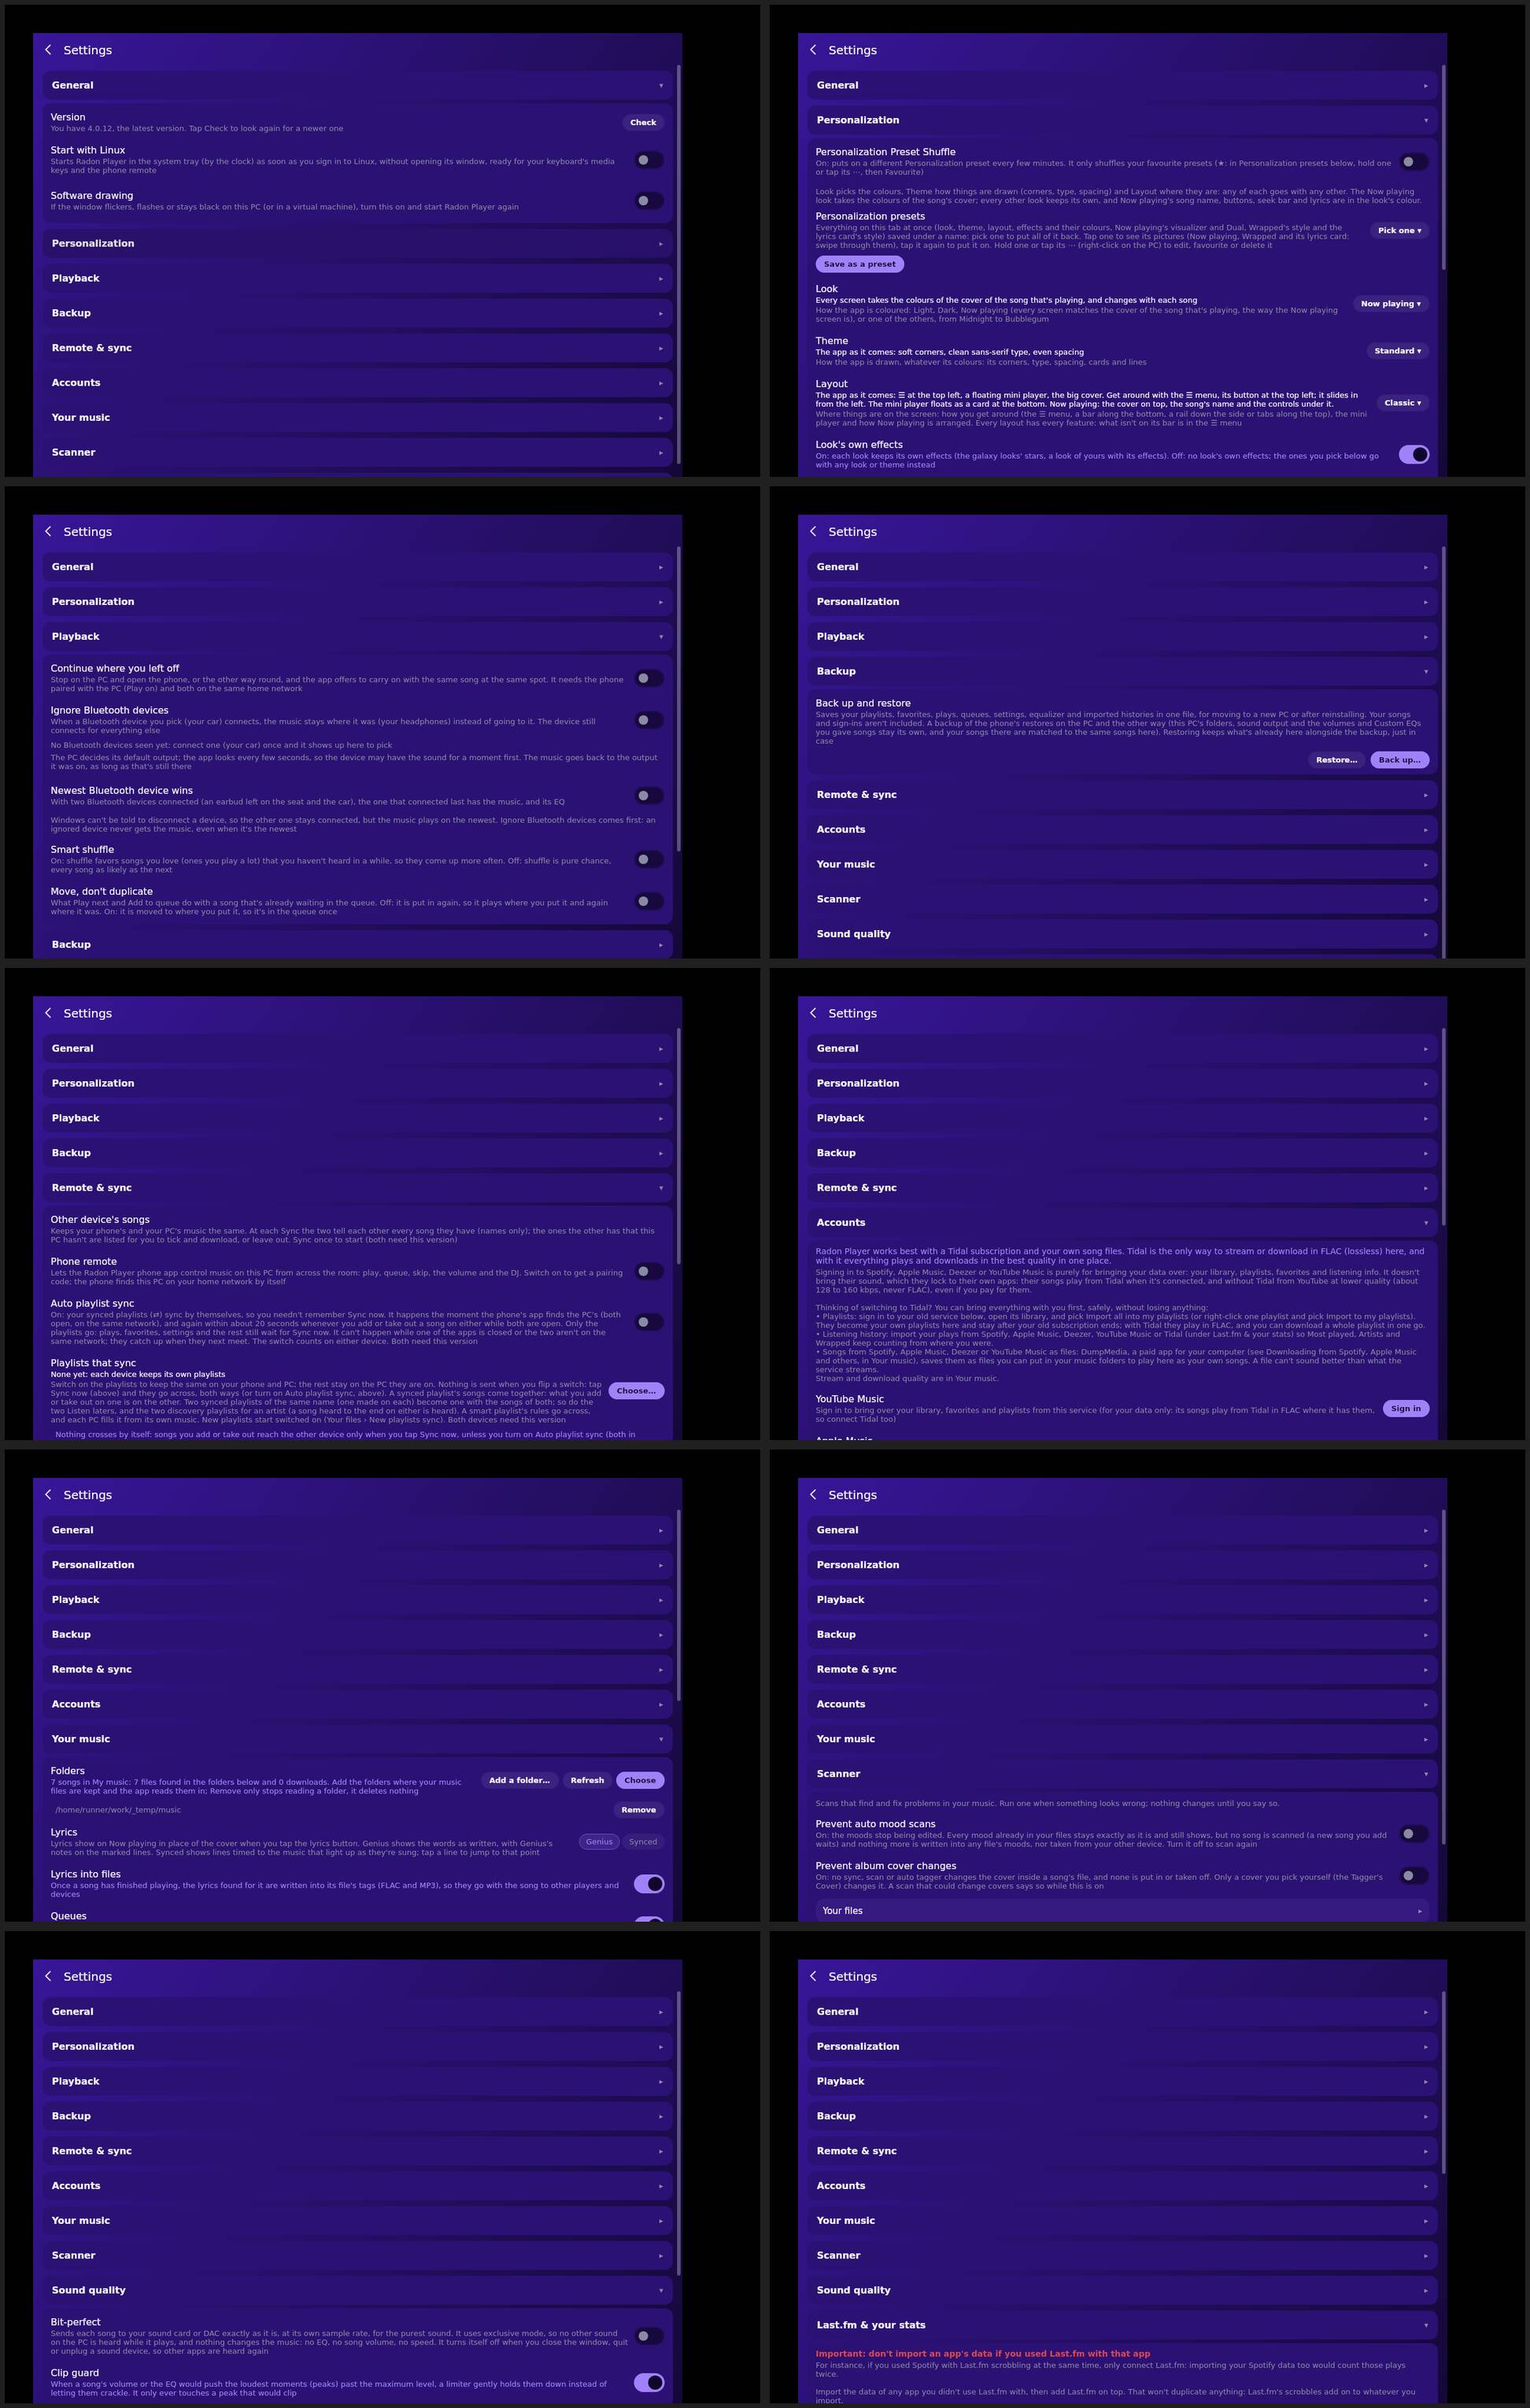 Settings
General
Version
You have 4.0.12, the latest version. Tap Check to look again for a newer one
Check
Start with Linux
Starts Radon Player in the system tray (by the clock) as soon as you sign in to Linux, without opening its window, ready for your keyboard's media
keys and the phone remote
Software drawing
If the window flickers, flashes or stays black on this PC (or in a virtual machine), turn this on and start Radon Player again
Personalization
Playback
Backup
Remote & sync
Accounts
Your music
Scanner
Settings
General
Personalization
Personalization Preset Shuffle
On: puts on a different Personalization preset every few minutes. It only shuffles your favourite presets (★: in Personalization presets below, hold one
or tap its ⋯, then Favourite)
Look picks the colours, Theme how things are drawn (corners, type, spacing) and Layout where they are: any of each goes with any other. The Now playing
look takes the colours of the song's cover; every other look keeps its own, and Now playing's song name, buttons, seek bar and lyrics are in the look's colour.
Personalization presets
Everything on this tab at once (look, theme, layout, effects and their colours, Now playing's visualizer and Dual, Wrapped's style and the
lyrics card's style) saved under a name: pick one to put all of it back. Tap one to see its pictures (Now playing, Wrapped and its lyrics card:
swipe through them), tap it again to put it on. Hold one or tap its ⋯ (right-click on the PC) to edit, favourite or delete it
Pick one ▾
Save as a preset
Look
Every screen takes the colours of the cover of the song that's playing, and changes with each song
How the app is coloured: Light, Dark, Now playing (every screen matches the cover of the song that's playing, the way the Now playing
screen is), or one of the others, from Midnight to Bubblegum
Now playing ▾
Theme
The app as it comes: soft corners, clean sans-serif type, even spacing
How the app is drawn, whatever its colours: its corners, type, spacing, cards and lines
Standard ▾
Layout
The app as it comes: ☰ at the top left, a floating mini player, the big cover. Get around with the ☰ menu, its button at the top left; it slides in
from the left. The mini player floats as a card at the bottom. Now playing: the cover on top, the song's name and the controls under it.
Where things are on the screen: how you get around (the ☰ menu, a bar along the bottom, a rail down the side or tabs along the top), the mini
player and how Now playing is arranged. Every layout has every feature; what isn't on its bar is in the ☰ menu
Classic ▾
Look's own effects
On: each look keeps its own effects (the galaxy looks' stars, a look of yours with its effects). Off: no look's own effects; the ones you pick below go
with any look or theme instead
Settings
General
Personalization
Playback
Continue where you left off
Stop on the PC and open the phone, or the other way round, and the app offers to carry on with the same song at the same spot. It needs the phone
paired with the PC (Play on) and both on the same home network
Ignore Bluetooth devices
When a Bluetooth device you pick (your car) connects, the music stays where it was (your headphones) instead of going to it. The device still
connects for everything else
No Bluetooth devices seen yet: connect one (your car) once and it shows up here to pick
The PC decides its default output; the app looks every few seconds, so the device may have the sound for a moment first. The music goes back to the output
it was on, as long as that's still there
Newest Bluetooth device wins
With two Bluetooth devices connected (an earbud left on the seat and the car), the one that connected last has the music, and its EQ
Windows can't be told to disconnect a device, so the other one stays connected, but the music plays on the newest. Ignore Bluetooth devices comes first: an
ignored device never gets the music, even when it's the newest
Smart shuffle
On: shuffle favors songs you love (ones you play a lot) that you haven't heard in a while, so they come up more often. Off: shuffle is pure chance,
every song as likely as the next
Move, don't duplicate
What Play next and Add to queue do with a song that's already waiting in the queue. Off: it is put in again, so it plays where you put it and again
where it was. On: it is moved to where you put it, so it's in the queue once
Backup
Settings
General
Personalization
Playback
Backup
Back up and restore
Saves your playlists, favorites, plays, queues, settings, equalizer and imported histories in one file, for moving to a new PC or after reinstalling. Your songs
and sign-ins aren't included. A backup of the phone's restores on the PC and the other way (this PC's folders, sound output and the volumes and Custom EQs
you gave songs stay its own, and your songs there are matched to the same songs here). Restoring keeps what's already here alongside the backup, just in
case
Restore…
Back up…
Remote & sync
Accounts
Your music
Scanner
Sound quality
Settings
General
Personalization
Playback
Backup
Remote & sync
Other device's songs
Keeps your phone's and your PC's music the same. At each Sync the two tell each other every song they have (names only); the ones the other has that this
PC hasn't are listed for you to tick and download, or leave out. Sync once to start (both need this version)
Phone remote
Lets the Radon Player phone app control music on this PC from across the room: play, queue, skip, the volume and the DJ. Switch on to get a pairing
code; the phone finds this PC on your home network by itself
Auto playlist sync
On: your synced playlists (⇄) sync by themselves, so you needn't remember Sync now. It happens the moment the phone's app finds the PC's (both
open, on the same network), and again within about 20 seconds whenever you add or take out a song on either while both are open. Only the
playlists go: plays, favorites, settings and the rest still wait for Sync now. It can't happen while one of the apps is closed or the two aren't on the
same network; they catch up when they next meet. The switch counts on either device. Both need this version
Playlists that sync
None yet: each device keeps its own playlists
Switch on the playlists to keep the same on your phone and PC; the rest stay on the PC they are on. Nothing is sent when you flip a switch: tap
Sync now (above) and they go across, both ways (or turn on Auto playlist sync, above). A synced playlist's songs come together: what you add
or take out on one is on the other. Two synced playlists of the same name (one made on each) become one with the songs of both; so do the
two Listen laters, and the two discovery playlists for an artist (a song heard to the end on either is heard). A smart playlist's rules go across,
and each PC fills it from its own music. New playlists start switched on (Your files › New playlists sync). Both devices need this version
Choose…
Nothing crosses by itself: songs you add or take out reach the other device only when you tap Sync now, unless you turn on Auto playlist sync (both in
Settings
General
Personalization
Playback
Backup
Remote & sync
Accounts
Radon Player works best with a Tidal subscription and your own song files. Tidal is the only way to stream or download in FLAC (lossless) here, and
with it everything plays and downloads in the best quality in one place.
Signing in to Spotify, Apple Music, Deezer or YouTube Music is purely for bringing your data over: your library, playlists, favorites and listening info. It doesn't
bring their sound, which they lock to their own apps: their songs play from Tidal when it's connected, and without Tidal from YouTube at lower quality (about
128 to 160 kbps, never FLAC), even if you pay for them.
Thinking of switching to Tidal? You can bring everything with you first, safely, without losing anything:
• Playlists: sign in to your old service below, open its library, and pick Import all into my playlists (or right-click one playlist and pick Import to my playlists).
They become your own playlists here and stay after your old subscription ends; with Tidal they play in FLAC, and you can download a whole playlist in one go.
• Listening history: import your plays from Spotify, Apple Music, Deezer, YouTube Music or Tidal (under Last.fm & your stats) so Most played, Artists and
Wrapped keep counting from where you were.
• Songs from Spotify, Apple Music, Deezer or YouTube Music as files: DumpMedia, a paid app for your computer (see Downloading from Spotify, Apple Music
and others, in Your music), saves them as files you can put in your music folders to play here as your own songs. A file can't sound better than what the
service streams.
Stream and download quality are in Your music.
YouTube Music
Sign in to bring over your library, favorites and playlists from this service (for your data only: its songs play from Tidal in FLAC where it has them,
so connect Tidal too)
Sign in
Settings
General
Personalization
Playback
Backup
Remote & sync
Accounts
Your music
Folders
7 songs in My music: 7 files found in the folders below and 0 downloads. Add the folders where your music
files are kept and the app reads them in; Remove only stops reading a folder, it deletes nothing
Add a folder…
Refresh
Choose
/home/runner/work/_temp/music
Remove
Lyrics
Lyrics show on Now playing in place of the cover when you tap the lyrics button. Genius shows the words as written, with Genius's
notes on the marked lines. Synced shows lines timed to the music that light up as they're sung; tap a line to jump to that point
Genius
Synced
Lyrics into files
Once a song has finished playing, the lyrics found for it are written into its file's tags (FLAC and MP3), so they go with the song to other players and
devices
Queues
Settings
General
Personalization
Playback
Backup
Remote & sync
Accounts
Your music
Scanner
Scans that find and fix problems in your music. Run one when something looks wrong; nothing changes until you say so.
Prevent auto mood scans
On: the moods stop being edited. Every mood already in your files stays exactly as it is and still shows, but no song is scanned (a new song you add
waits) and nothing more is written into any file's moods, nor taken from your other device. Turn it off to scan again
Prevent album cover changes
On: no sync, scan or auto tagger changes the cover inside a song's file, and none is put in or taken off. Only a cover you pick yourself (the Tagger's
Cover) changes it. A scan that could change covers says so while this is on
Your files
Settings
General
Personalization
Playback
Backup
Remote & sync
Accounts
Your music
Scanner
Sound quality
Bit-perfect
Sends each song to your sound card or DAC exactly as it is, at its own sample rate, for the purest sound. It uses exclusive mode, so no other sound
on the PC is heard while it plays, and nothing changes the music: no EQ, no song volume, no speed. It turns itself off when you close the window, quit
or unplug a sound device, so other apps are heard again
Clip guard
When a song's volume or the EQ would push the loudest moments (peaks) past the maximum level, a limiter gently holds them down instead of
letting them crackle. It only ever touches a peak that would clip
Settings
General
Personalization
Playback
Backup
Remote & sync
Accounts
Your music
Scanner
Sound quality
Last.fm & your stats
Important: don't import an app's data if you used Last.fm with that app
For instance, if you used Spotify with Last.fm scrobbling at the same time, only connect Last.fm: importing your Spotify data too would count those plays
twice.
Import the data of any app you didn't use Last.fm with, then add Last.fm on top. That won't duplicate anything: Last.fm's scrobbles add on to whatever you
import.